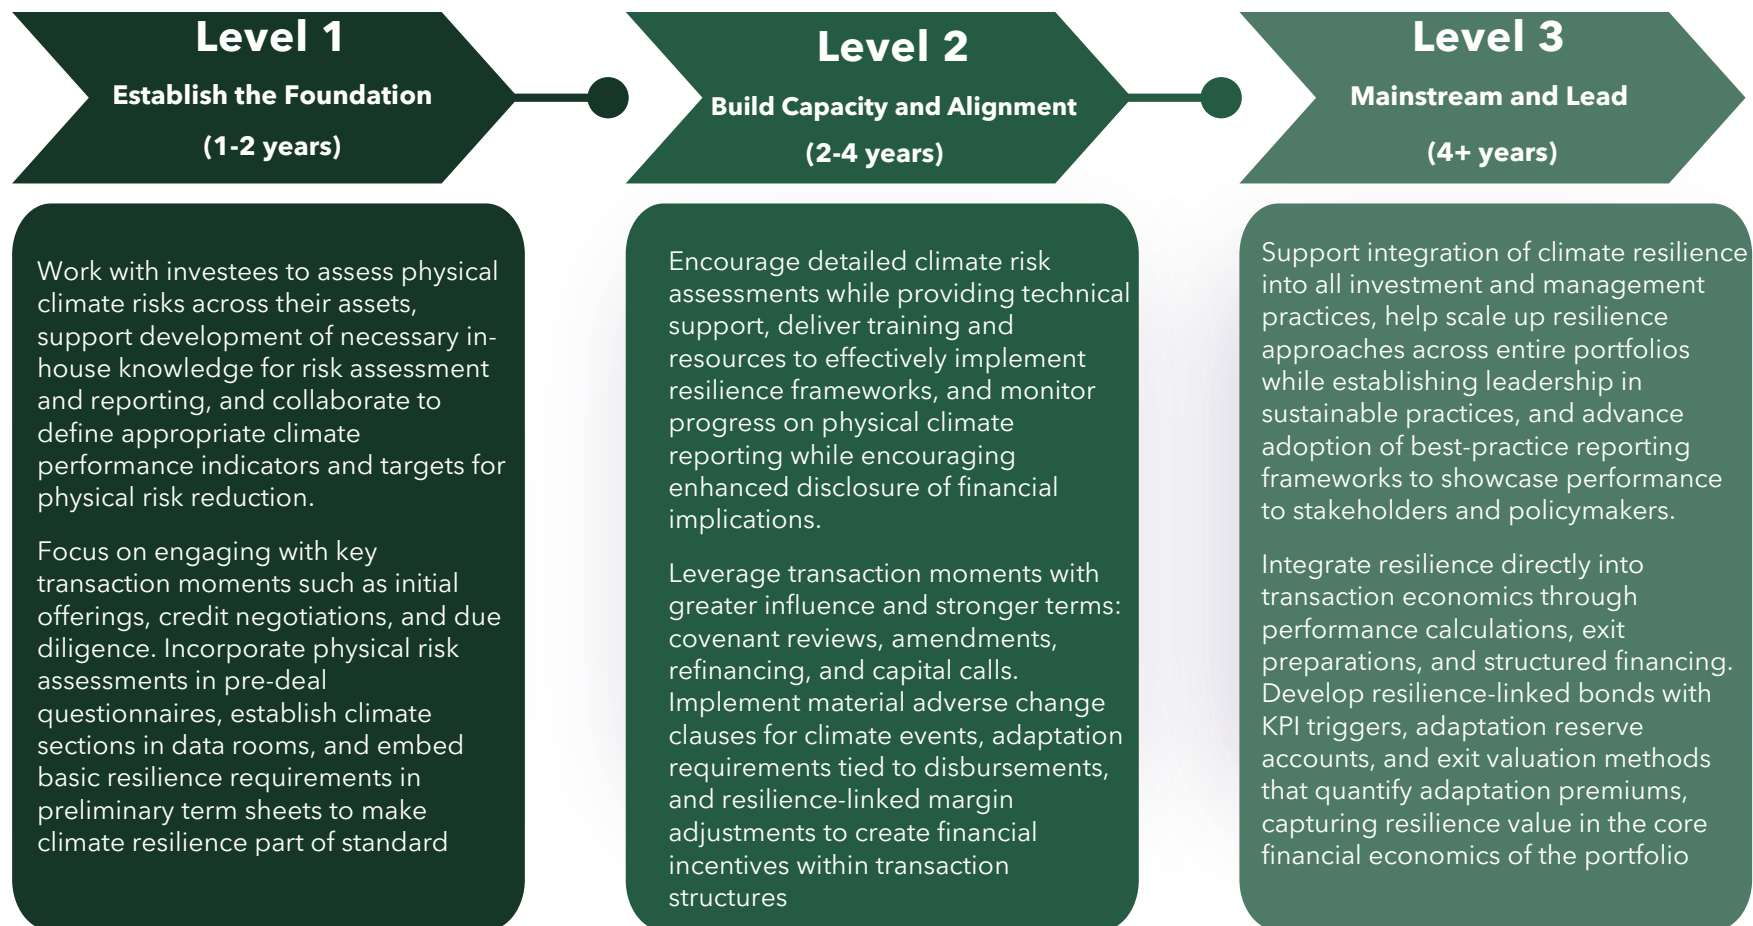 Level 1
Establish the Foundation
(1-2 years)
Level 2
Build Capacity and Alignment
(2-4 years)
Level 3
Mainstream and Lead
(4+ years)
Work with investees to assess physical
climate risks across their assets,
support development of necessary in-
house knowledge for risk assessment
and reporting, and collaborate to
define appropriate climate
performance indicators and targets for
physical risk reduction.
Focus on engaging with key
transaction moments such as initial
offerings, credit negotiations, and due
diligence. Incorporate physical risk
assessments in pre-deal
questionnaires, establish climate
sections in data rooms, and embed
basic resilience requirements in
preliminary term sheets to make
climate resilience part of standard
Encourage detailed climate risk
assessments while providing technical
support, deliver training and
resources to effectively implement
resilience frameworks, and monitor
progress on physical climate
reporting while encouraging
enhanced disclosure of financial
implications.
Leverage transaction moments with
greater influence and stronger terms:
covenant reviews, amendments,
refinancing, and capital calls.
Implement material adverse change
clauses for climate events, adaptation
requirements tied to disbursements,
and resilience-linked margin
adjustments to create financial
incentives within transaction
structures
Support integration of climate resilience
into all investment and management
practices, help scale up resilience
approaches across entire portfolios
while establishing leadership in
sustainable practices, and advance
adoption of best-practice reporting
frameworks to showcase performance
to stakeholders and policymakers.
Integrate resilience directly into
transaction economics through
performance calculations, exit
preparations, and structured financing.
Develop resilience-linked bonds with
KPI triggers, adaptation reserve
accounts, and exit valuation methods
that quantify adaptation premiums,
capturing resilience value in the core
financial economics of the portfolio